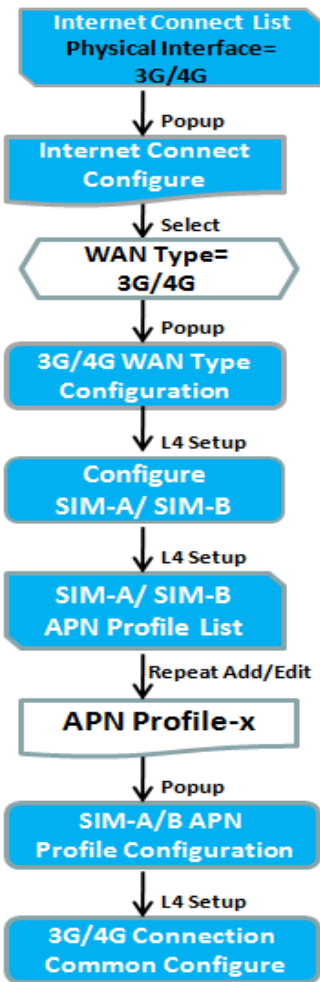 Internet Connect List
Physical Interface=
3G/4G
Popup
Internet Connect
Configure
Select
WAN Type=
3G/4G
Popup
3G/4G WAN Type
Configuration
L4 Setup
Configure
SIM-A/ SIM-B
L4 Setup
SIM-A/ SIM-B
APN Profile List
Repeat Add/Edit
APN Profile-x
Popup
SIM-A/B APN
Profile Configuration
L4 Setup
3G/4G Connection
Common Configure